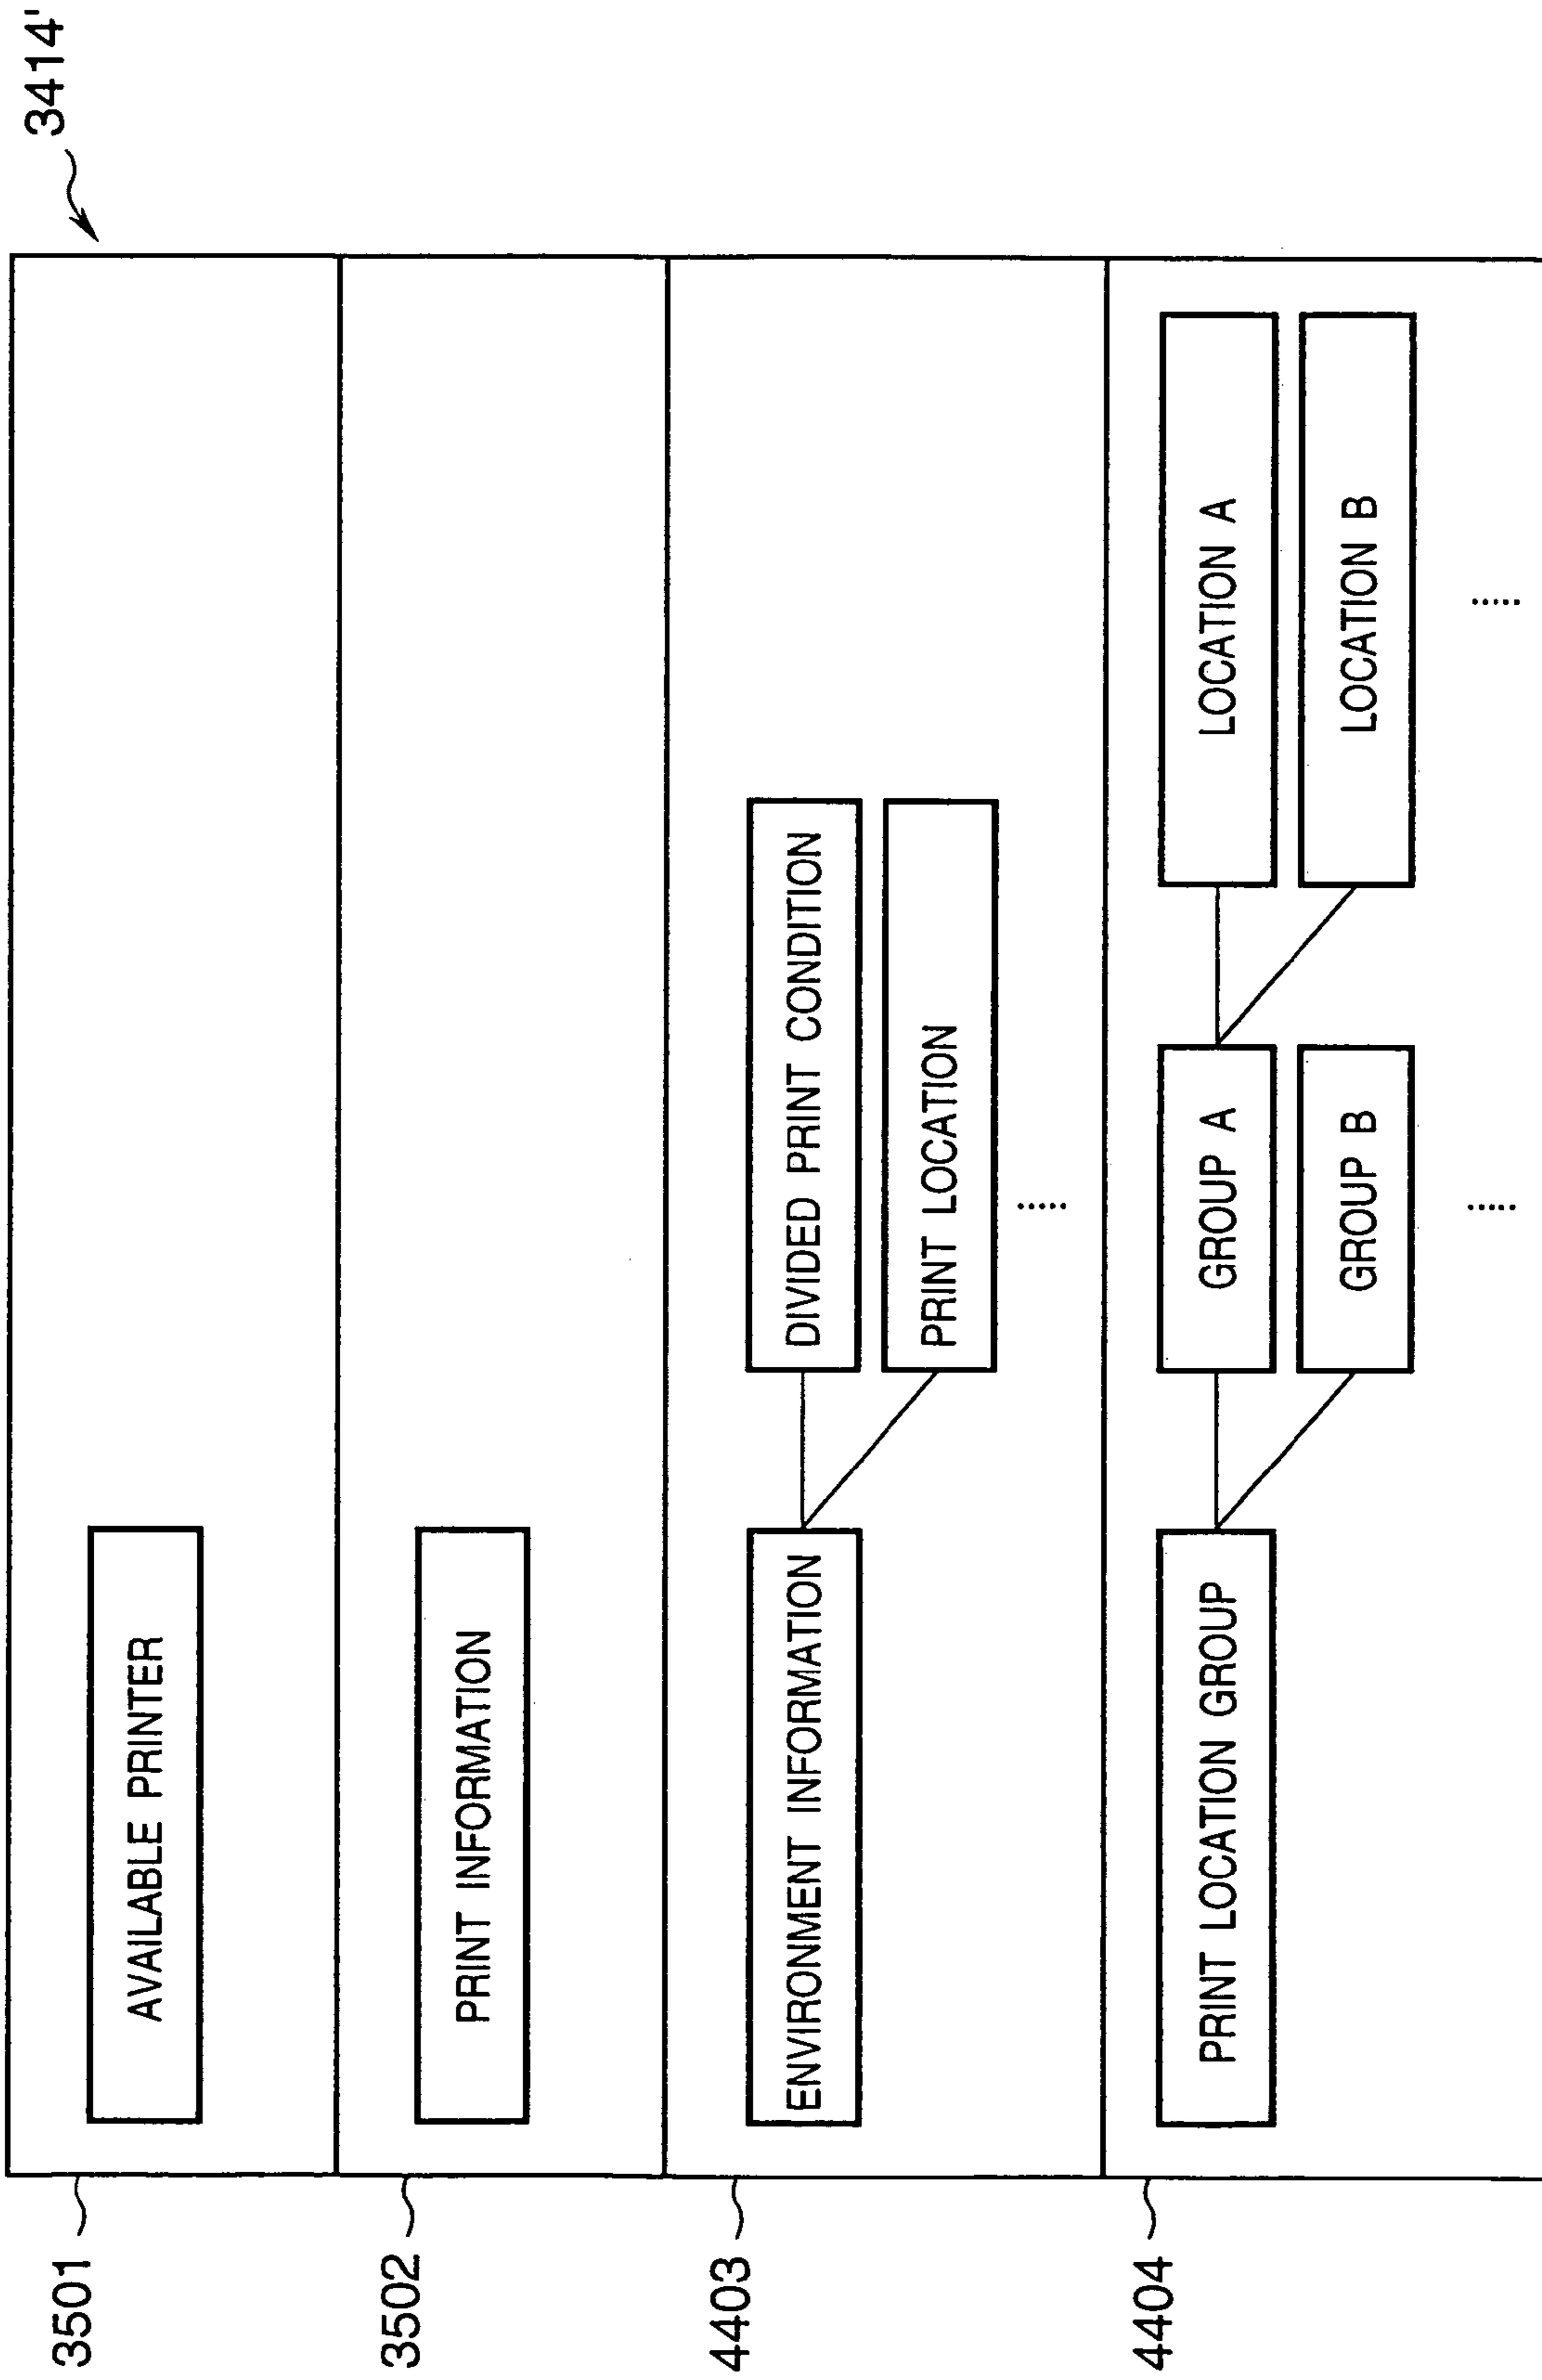 3414'
3501
AVAILABLE PRINTER
3502
PRINT INFORMATION
4403
ENVIRONMENT INFORMATION
DIVIDED PRINT CONDITION
PRINT LOCATION
.....
4404
PRINT LOCATION GROUP
GROUP A
LOCATION A
GROUP B
LOCATION B
.....
.....